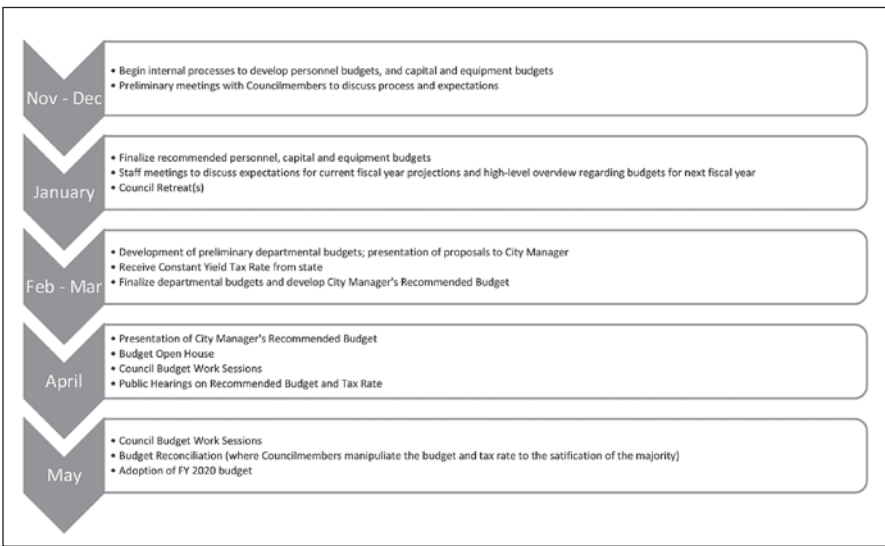 Nov - Dec
• Begin internal processes to develop personnel budgets, and capital and equipment budgets
• Preliminary meetings with Councilmembers to discuss process and expectations
January
• Finalize recommended personnel, capital and equipment budgets
• Staff meetings to discuss expectations for current fiscal year projections and high-level overview regarding budgets for next fiscal year
• Council Retreat(s)
Feb - Mar
• Development of preliminary departmental budgets; presentation of proposals to City Manager
• Receive Constant Yield Tax Rate from state
• Finalize departmental budgets and develop City Manager's Recommended Budget
April
• Presentation of City Manager's Recommended Budget
• Budget Open House
• Council Budget Work Sessions
• Public Hearings on Recommended Budget and Tax Rate
May
• Council Budget Work Sessions
• Budget Reconciliation (where Councilmembers manipuliate the budget and tax rate to the satification of the majority)
• Adoption of FY 2020 budget